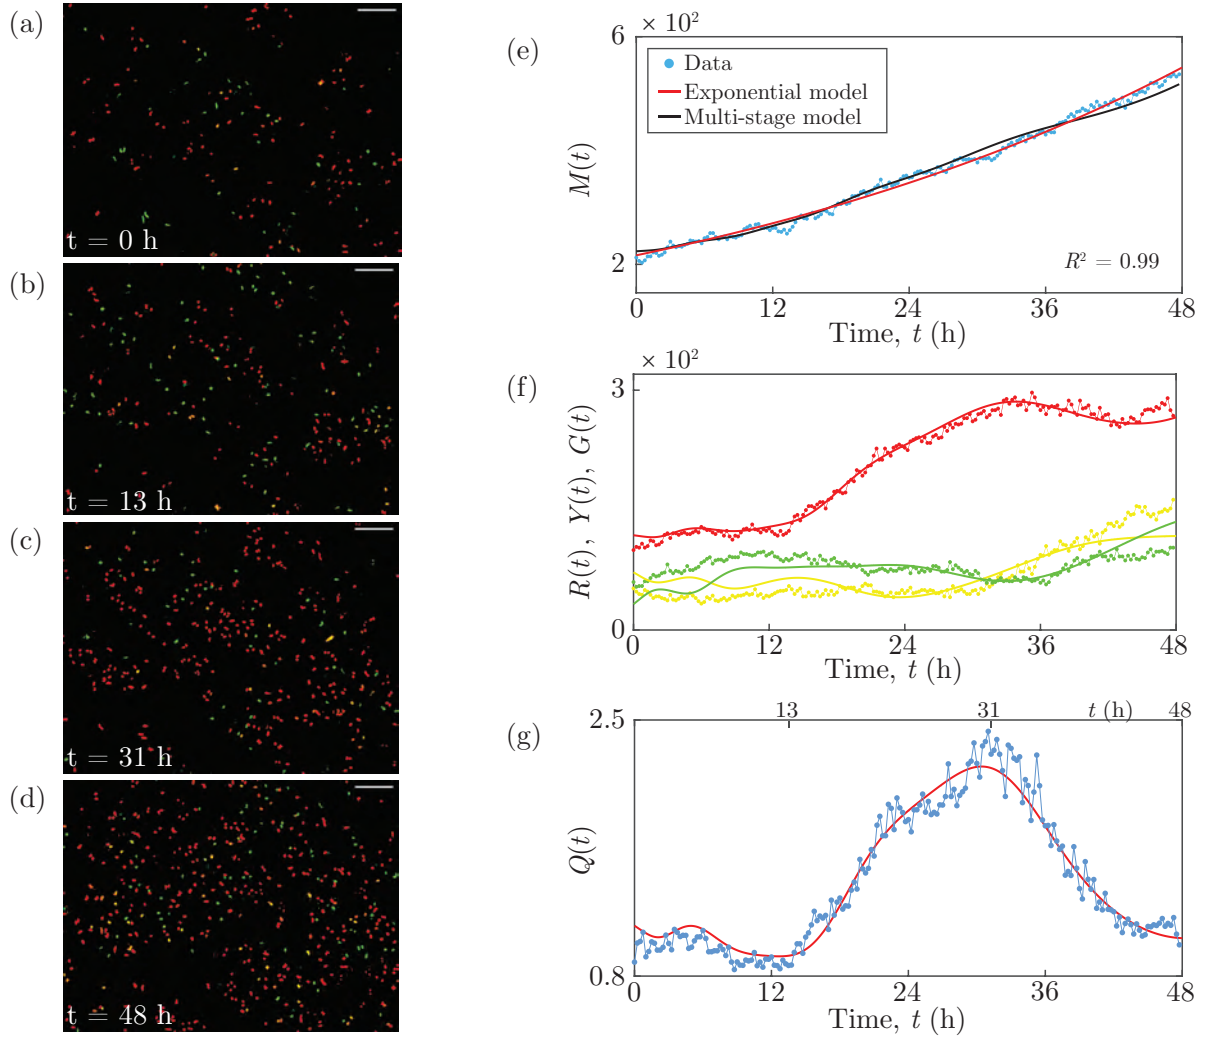 (a)
t = 0 h
(b)
t = 13 h
(c)
t = 31 h
(d)
t = 48 h
(e)
× 10²
6
2
M(t)
Data
Exponential model
Multi-stage model
R² = 0.99
0 12 24 36 48
Time, t (h)
(f)
× 10²
3
0
R(t), Y(t), G(t)
0 12 24 36 48
Time, t (h)
(g)
13 31 t (h) 48
2.5
0.8
Q(t)
0 12 24 36 48
Time, t (h)